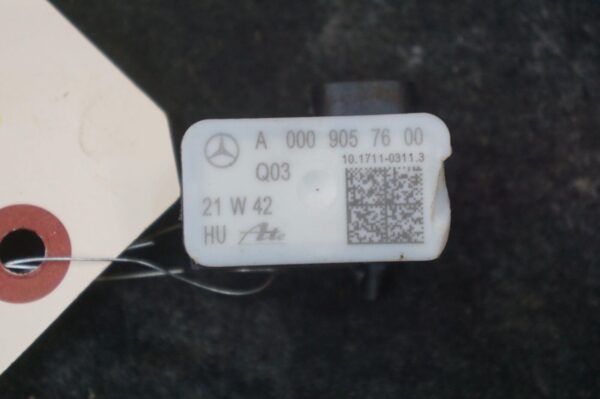 A 000 905 76 00
10.1711-0311.3
Q03
21 W 42
HU Ate